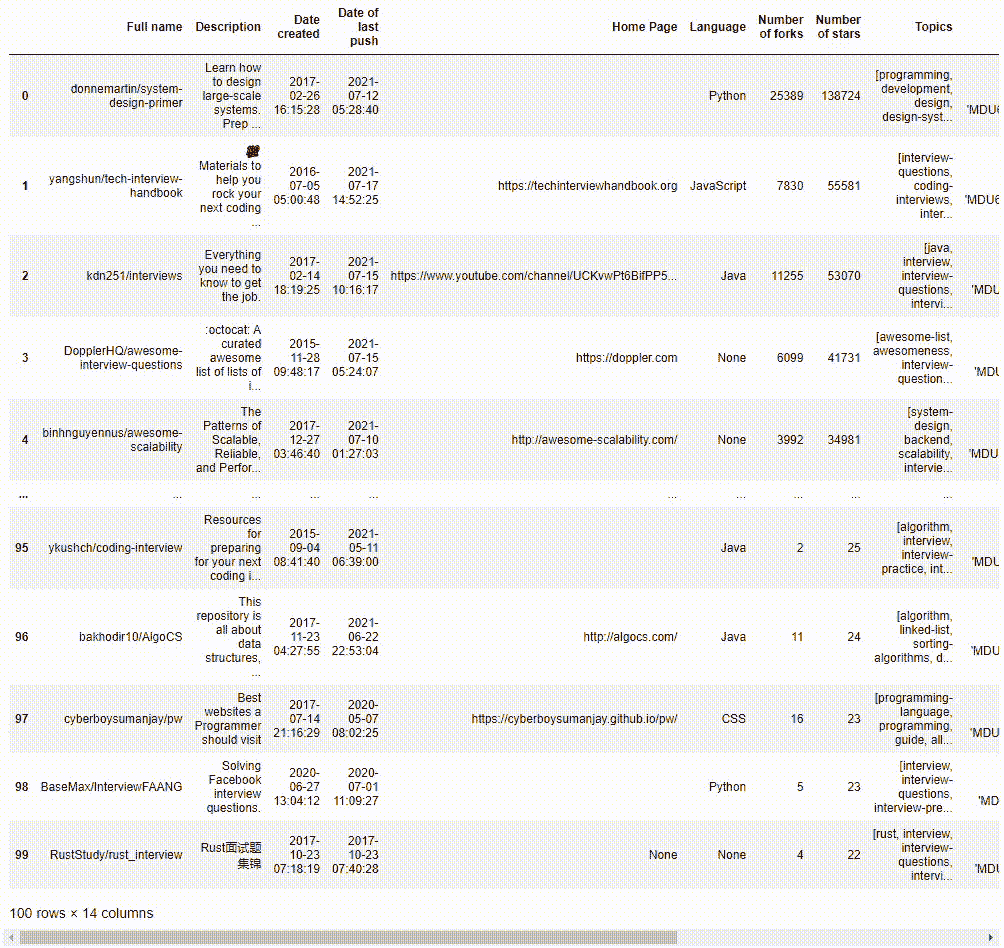 Full name
Description
Date
created
Date of
last
push
Home Page
Language
Number
of forks
Number
of stars
Topics
0
donnemartin/system-
design-primer
Learn how
to design
large-scale
systems.
Prep ...
2017-
02-26
16:15:28
2021-
07-12
05:28:40
Python
25389
138724
[programming,
development,
design,
design-syst...
'MDU6
1
yangshun/tech-interview-
handbook
Materials to
help you
rock your
next coding
...
2016-
07-05
05:00:48
2021-
07-17
14:52:25
https://techinterviewhandbook.org
JavaScript
7830
55581
[interview-
questions,
coding-
interviews,
inter...
'MDU6
2
kdn251/interviews
Everything
you need to
know to get
the job.
2017-
02-14
18:19:25
2021-
07-15
10:16:17
https://www.youtube.com/channel/UCKvwPt6BifPP5...
Java
11255
53070
[java,
interview,
interview-
questions,
intervi...
'MDU
3
DopplerHQ/awesome-
interview-questions
:octocat: A
curated
awesome
list of lists of
i...
2015-
11-28
09:48:17
2021-
07-15
05:24:07
https://doppler.com
None
6099
41731
[awesome-list,
awesomeness,
interview-
question...
'MDU
4
binhnguyennus/awesome-
scalability
The
Patterns of
Scalable,
Reliable,
and Perfor...
2017-
12-27
03:46:40
2021-
07-10
01:27:03
http://awesome-scalability.com/
None
3992
34981
[system-
design,
backend,
scalability,
intervie...
'MDU
...
...
...
...
...
...
...
...
...
...
95
ykushch/coding-interview
Resources
for
preparing
for your next
coding i...
2015-
09-04
08:41:40
2021-
05-11
06:39:00
Java
2
25
[algorithm,
interview,
interview-
practice, int...
'MDU
96
bakhodir10/AlgoCS
This
repository is
all about
data
structures,
...
2017-
11-23
04:27:55
2021-
06-22
22:53:04
http://algocs.com/
Java
11
24
[algorithm,
linked-list,
sorting-
algorithms, d...
'MDU
97
cyberboysumanjay/pw
Best
websites a
Programmer
should visit
2017-
07-14
21:16:29
2020-
05-07
08:02:25
https://cyberboysumanjay.github.io/pw/
CSS
16
23
[programming-
language,
programming,
guide, all...
'MDU
98
BaseMax/InterviewFAANG
Solving
Facebook
interview
questions.
2020-
06-27
13:04:12
2020-
07-01
11:09:27
Python
5
23
[interview,
interview-
questions,
interview-pre...
'MD
99
RustStudy/rust_interview
Rust面试题
集锦
2017-
10-23
07:18:19
2017-
10-23
07:40:28
None
None
4
22
[rust, interview,
interview-
questions,
intervi...
'MDU
100 rows × 14 columns